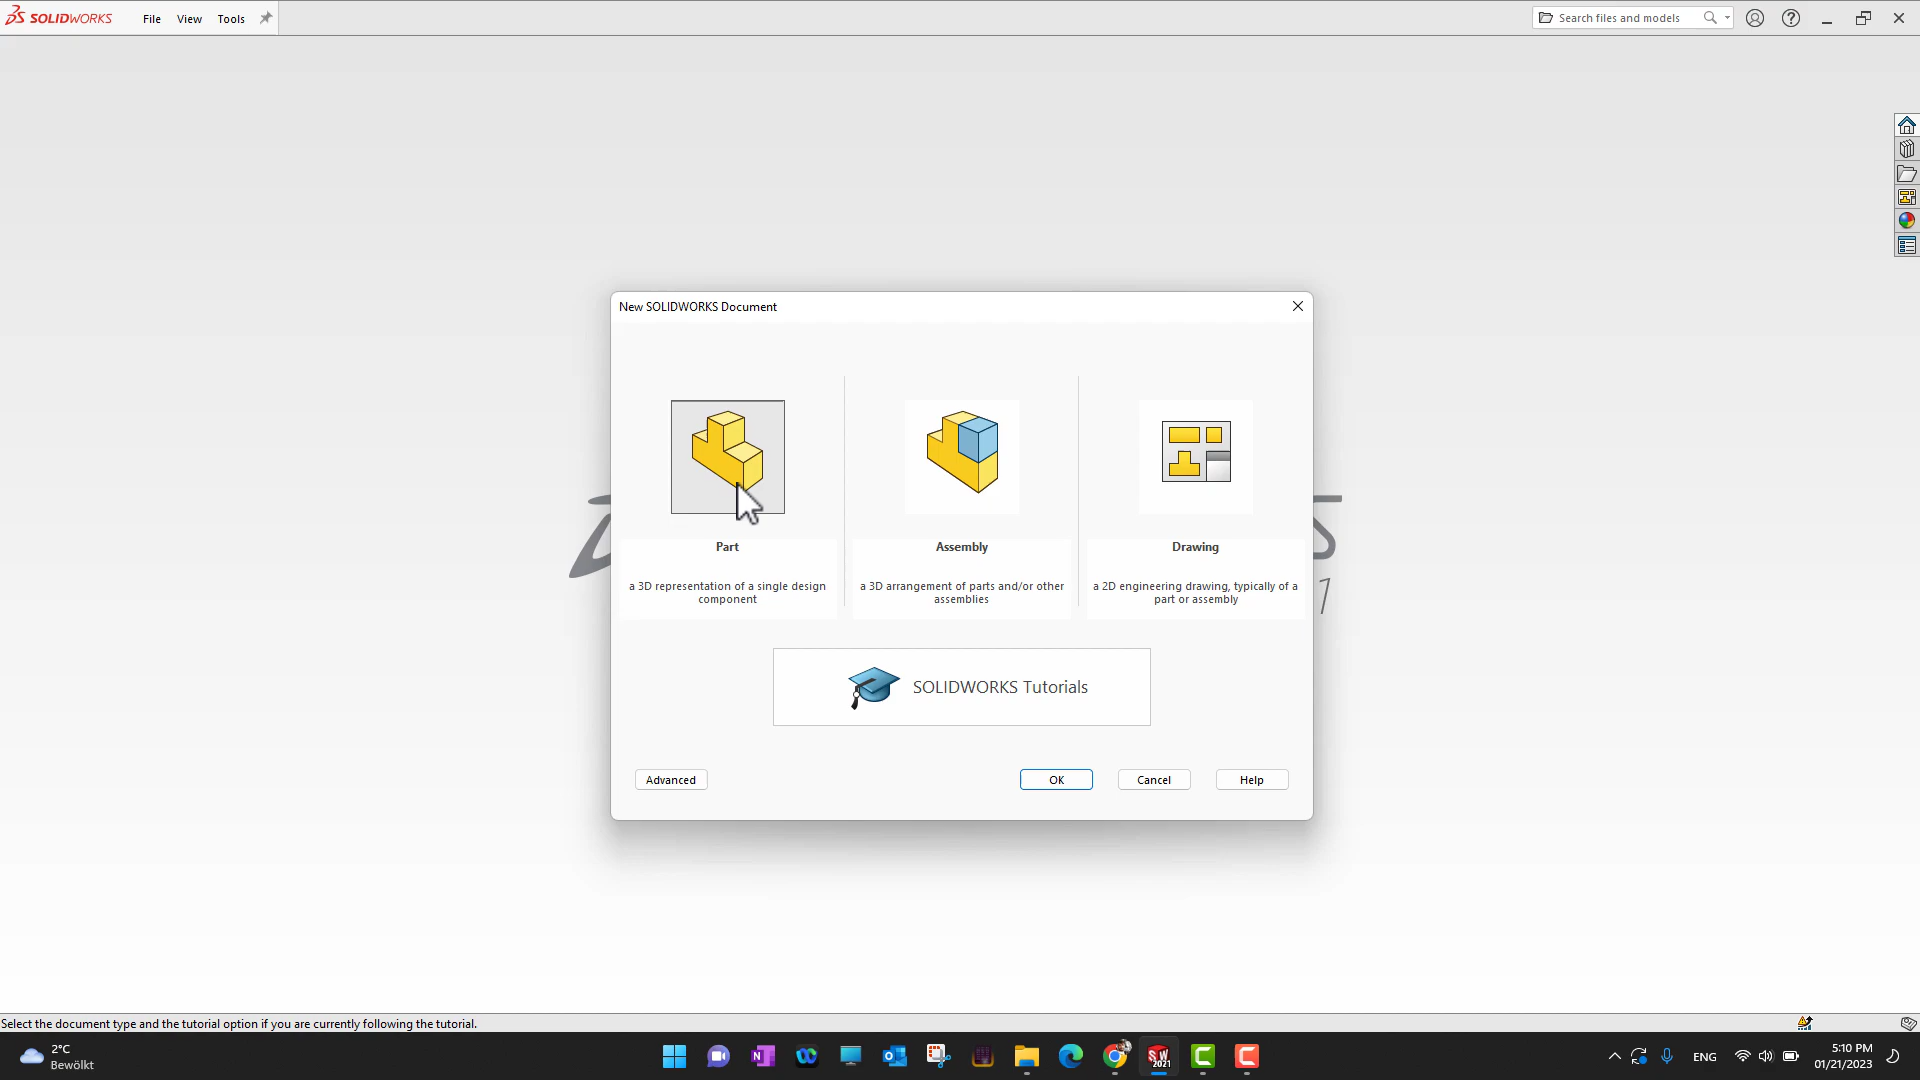 SOLIDWORKS File View Tools Search files and models
New SOLIDWORKS Document
Part Assembly Drawing
a 3D representation of a single design component
a 3D arrangement of parts and/or other assemblies
a 2D engineering drawing, typically of a part or assembly
SOLIDWORKS Tutorials
Advanced OK Cancel Help
Select the document type and the tutorial option if you are currently following the tutorial.
2°C
Bewölkt
SW
2021
ENG
5:10 PM
01/21/2023